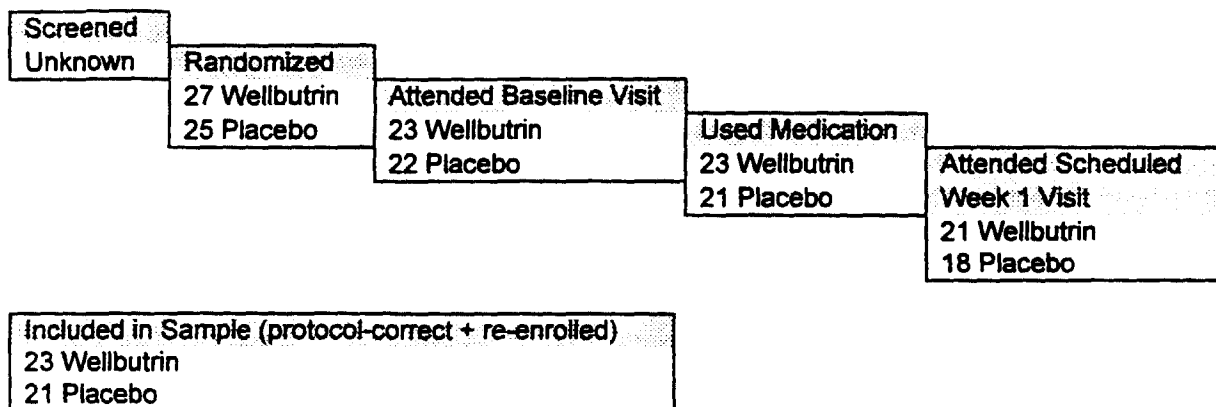 Screened
Unknown
Randomized
27 Wellbutrin
25 Placebo
Attended Baseline Visit
23 Wellbutrin
22 Placebo
Used Medication
23 Wellbutrin
21 Placebo
Attended Scheduled
Week 1 Visit
21 Wellbutrin
18 Placebo
Included in Sample (protocol-correct + re-enrolled)
23 Wellbutrin
21 Placebo